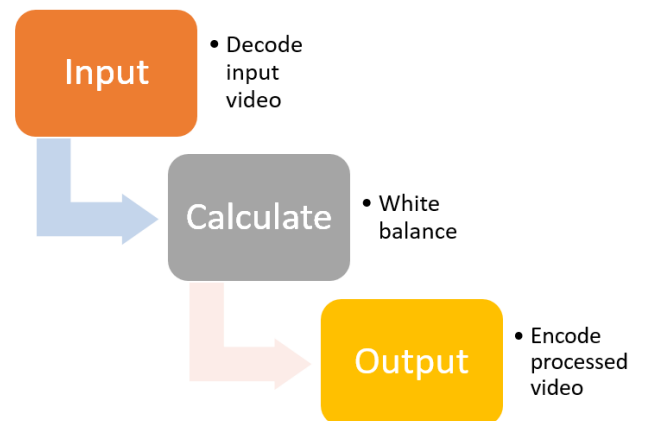 Input
• Decode
input
video
Calculate
• White
balance
Output
• Encode
processed
video